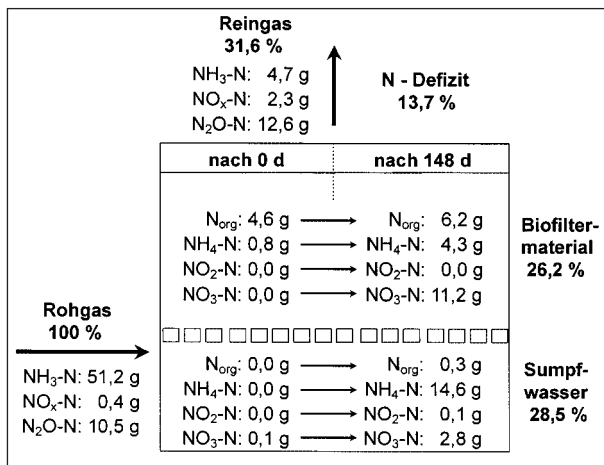 Reingas
31,6 %
NH₃-N: 4,7 g
NOₓ-N: 2,3 g
N₂O-N: 12,6 g
N - Defizit
13,7 %
nach 0 d nach 148 d
N_org: 4,6 g N_org: 6,2 g
NH₄-N: 0,8 g NH₄-N: 4,3 g
NO₂-N: 0,0 g NO₂-N: 0,0 g
NO₃-N: 0,0 g NO₃-N: 11,2 g
Biofilter-
material
26,2 %
Rohgas
100 %
NH₃-N: 51,2 g
NOₓ-N: 0,4 g
N₂O-N: 10,5 g
N_org: 0,0 g N_org: 0,3 g
NH₄-N: 0,0 g NH₄-N: 14,6 g
NO₂-N: 0,0 g NO₂-N: 0,1 g
NO₃-N: 0,1 g NO₃-N: 2,8 g
Sumpf-
wasser
28,5 %